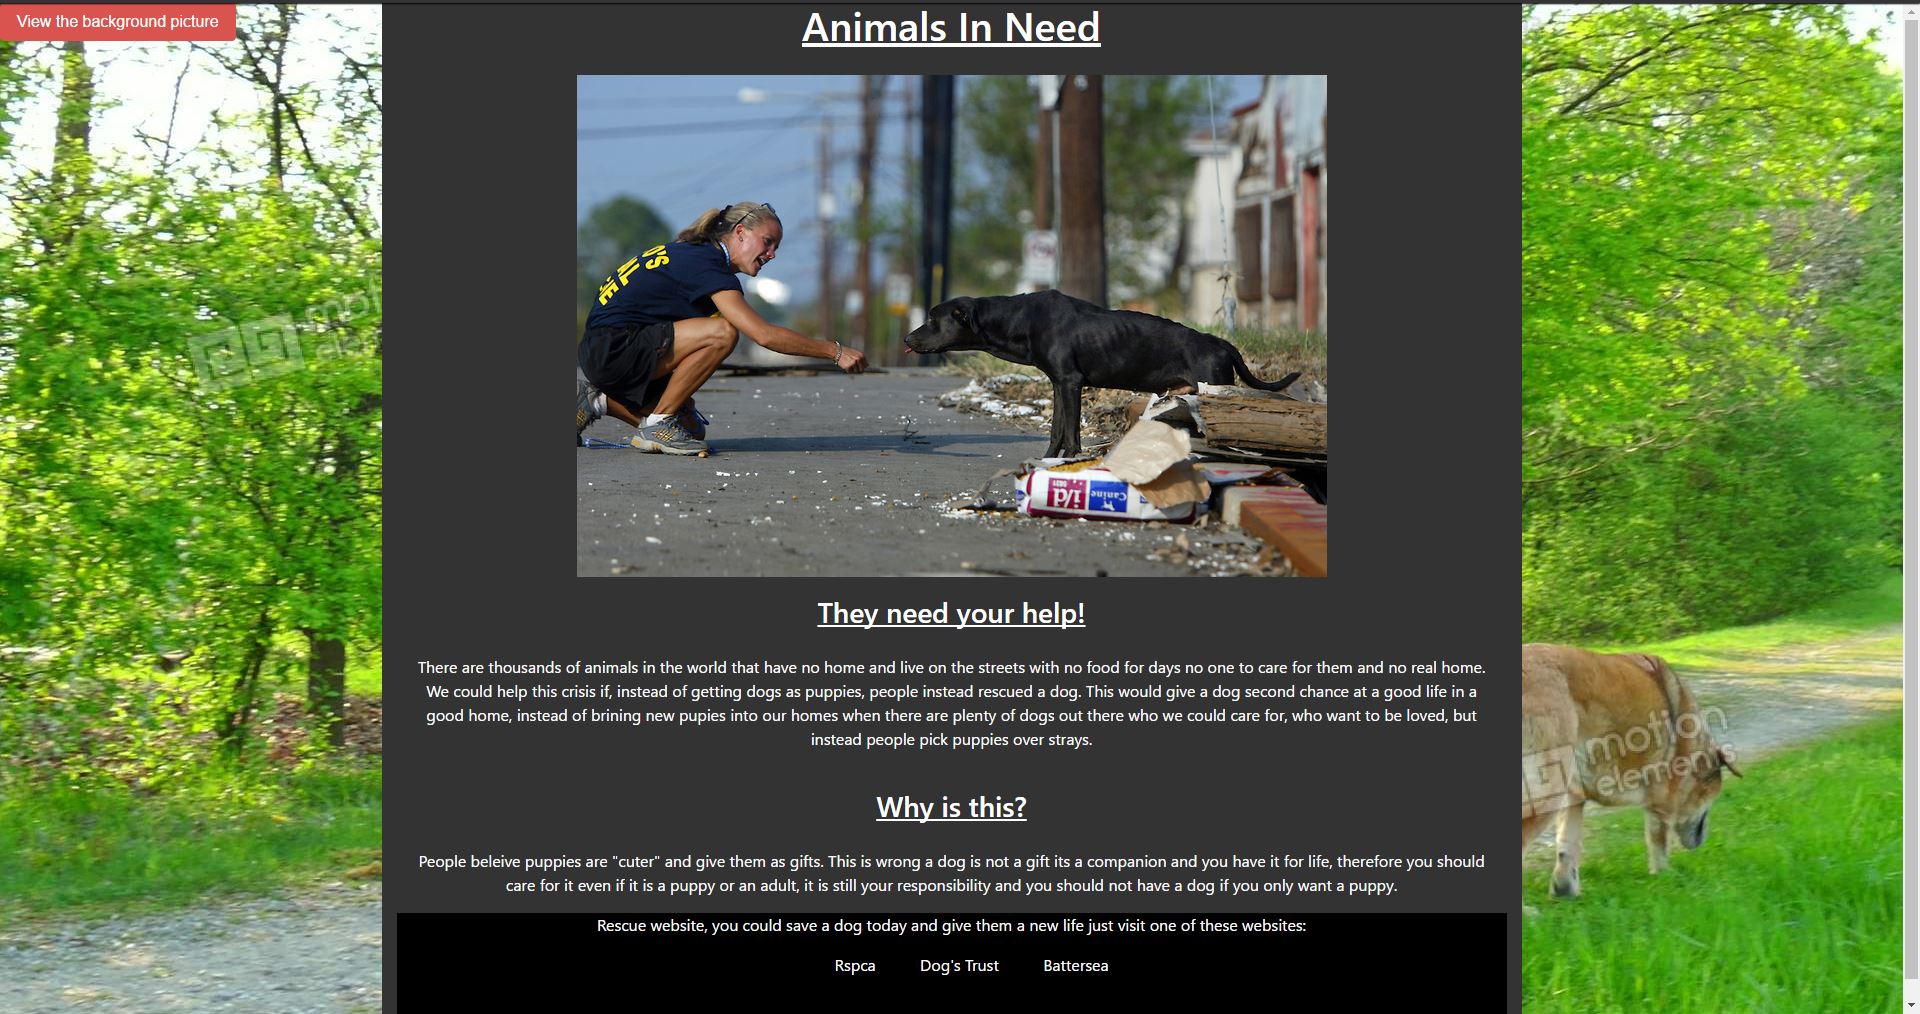 View the background picture
Animals In Need
O'S
AL
UE
i/d
Canine
They need your help!
There are thousands of animals in the world that have no home and live on the streets with no food for days no one to care for them and no real home.
We could help this crisis if, instead of getting dogs as puppies, people instead rescued a dog. This would give a dog second chance at a good life in a
good home, instead of brining new pupies into our homes when there are plenty of dogs out there who we could care for, who want to be loved, but
instead people pick puppies over strays.
motion
elements
Why is this?
People beleive puppies are "cuter" and give them as gifts. This is wrong a dog is not a gift its a companion and you have it for life, therefore you should
care for it even if it is a puppy or an adult, it is still your responsibility and you should not have a dog if you only want a puppy.
Rescue website, you could save a dog today and give them a new life just visit one of these websites:
Rspca Dog's Trust Battersea